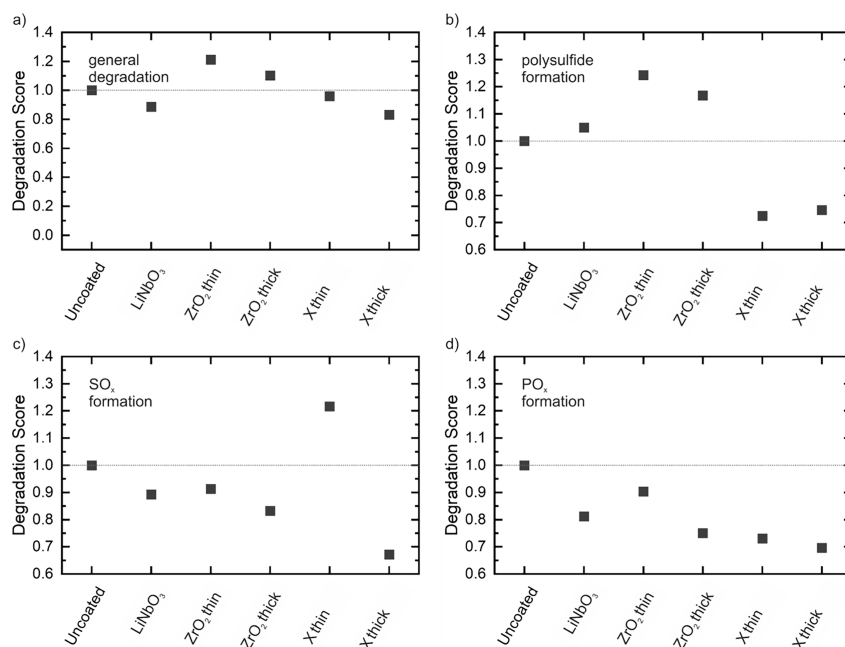 a)
general
degradation
Degradation Score
1.4
1.2
1.0
0.8
0.6
0.4
0.2
0.0
Uncoated
LiNbO₃
ZrO₂ thin
ZrO₂ thick
X thin
X thick
b)
polysulfide
formation
Degradation Score
1.4
1.3
1.2
1.1
1.0
0.9
0.8
0.7
0.6
Uncoated
LiNbO₃
ZrO₂ thin
ZrO₂ thick
X thin
X thick
c)
SOₓ
formation
Degradation Score
1.4
1.3
1.2
1.1
1.0
0.9
0.8
0.7
0.6
Uncoated
LiNbO₃
ZrO₂ thin
ZrO₂ thick
X thin
X thick
d)
POₓ
formation
Degradation Score
1.4
1.3
1.2
1.1
1.0
0.9
0.8
0.7
0.6
Uncoated
LiNbO₃
ZrO₂ thin
ZrO₂ thick
X thin
X thick